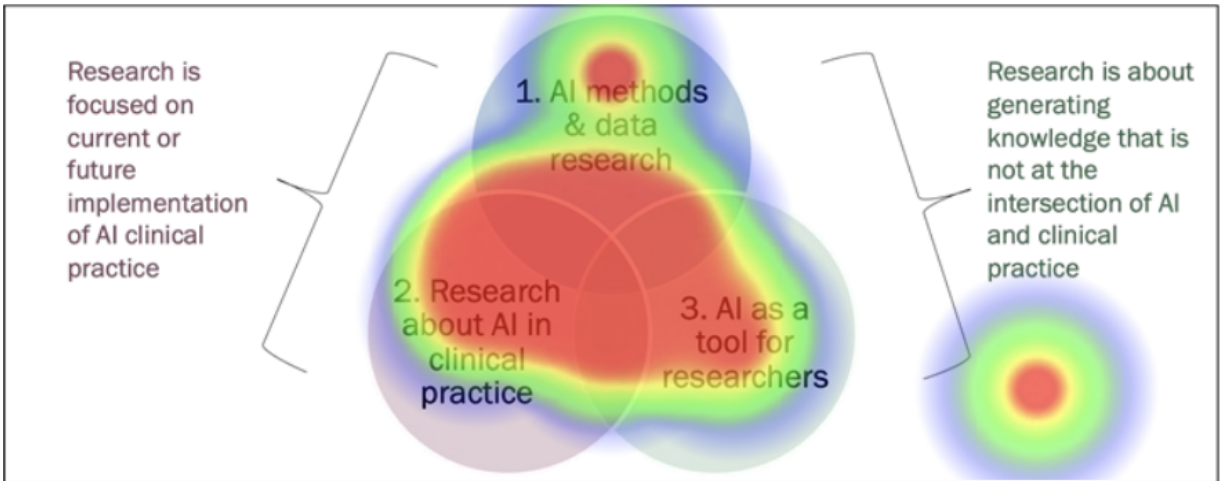 Research is
focused on
current or
future
implementation
of AI clinical
practice
1. AI methods
& data
research
2. Research
about AI in
clinical
practice
3. AI as a
tool for
researchers
Research is about
generating
knowledge that is
not at the
intersection of AI
and clinical
practice